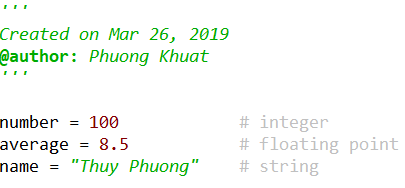 '''
Created on Mar 26, 2019
@author: Phuong Khuat
'''
number = 100 # integer
average = 8.5 # floating point
name = "Thuy Phuong" # string